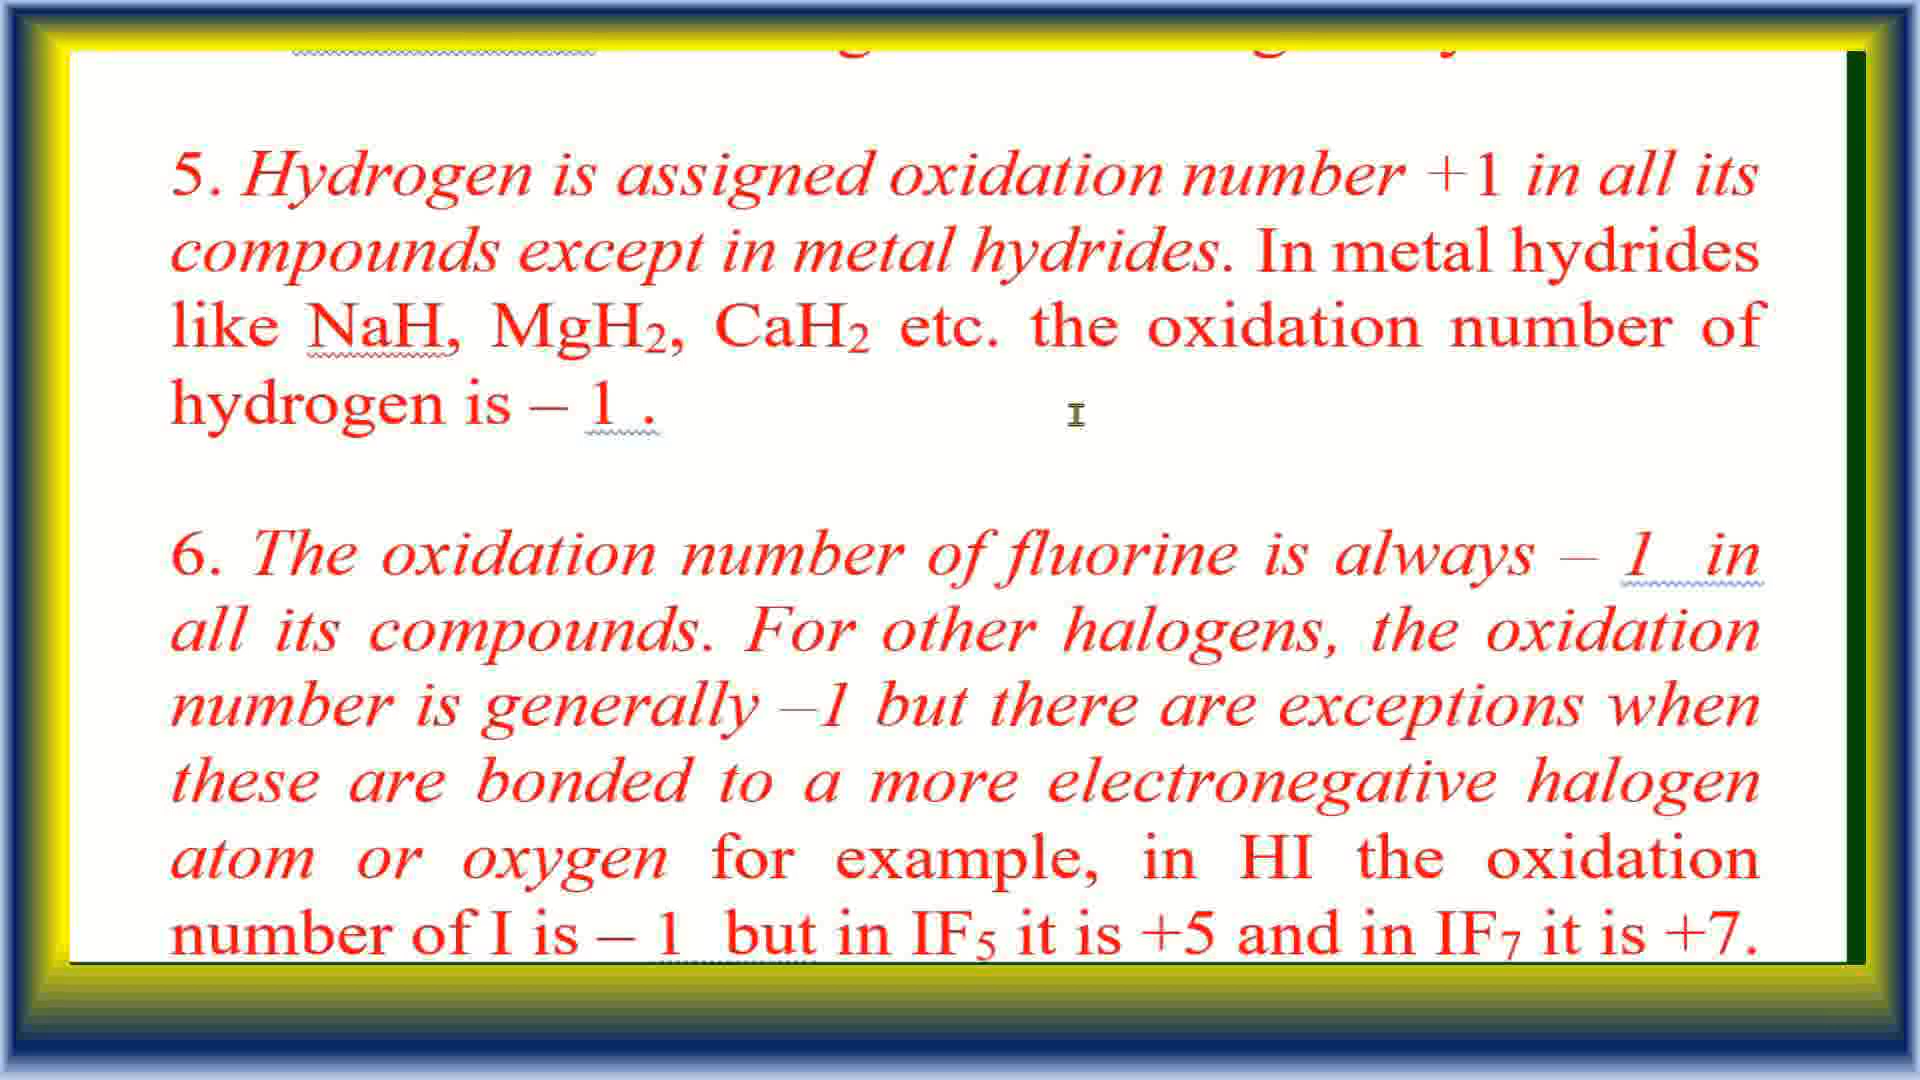 5. Hydrogen is assigned oxidation number +1 in all its
compounds except in metal hydrides. In metal hydrides
like NaH, MgH₂, CaH₂ etc. the oxidation number of
hydrogen is – 1 .
6. The oxidation number of fluorine is always – 1 in
all its compounds. For other halogens, the oxidation
number is generally –1 but there are exceptions when
these are bonded to a more electronegative halogen
atom or oxygen for example, in HI the oxidation
number of I is – 1 but in IF₅ it is +5 and in IF₇ it is +7.